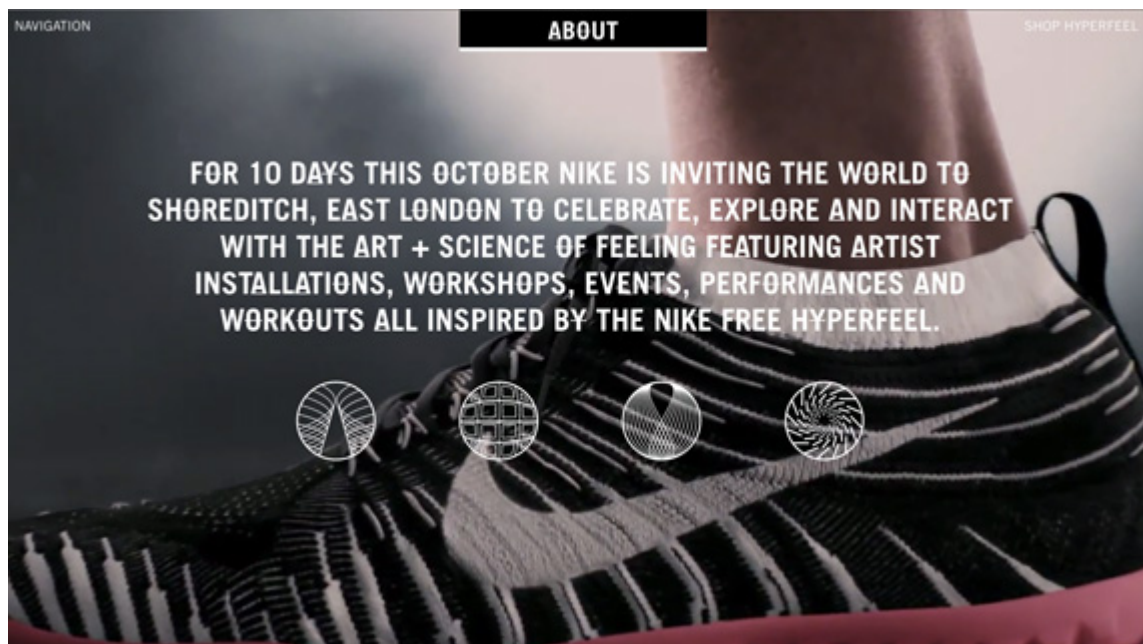 NAVIGATION
ABOUT
SHOP HYPERFEEL
FOR 10 DAYS THIS OCTOBER NIKE IS INVITING THE WORLD TO
SHOREDITCH, EAST LONDON TO CELEBRATE, EXPLORE AND INTERACT
WITH THE ART + SCIENCE OF FEELING FEATURING ARTIST
INSTALLATIONS, WORKSHOPS, EVENTS, PERFORMANCES AND
WORKOUTS ALL INSPIRED BY THE NIKE FREE HYPERFEEL.